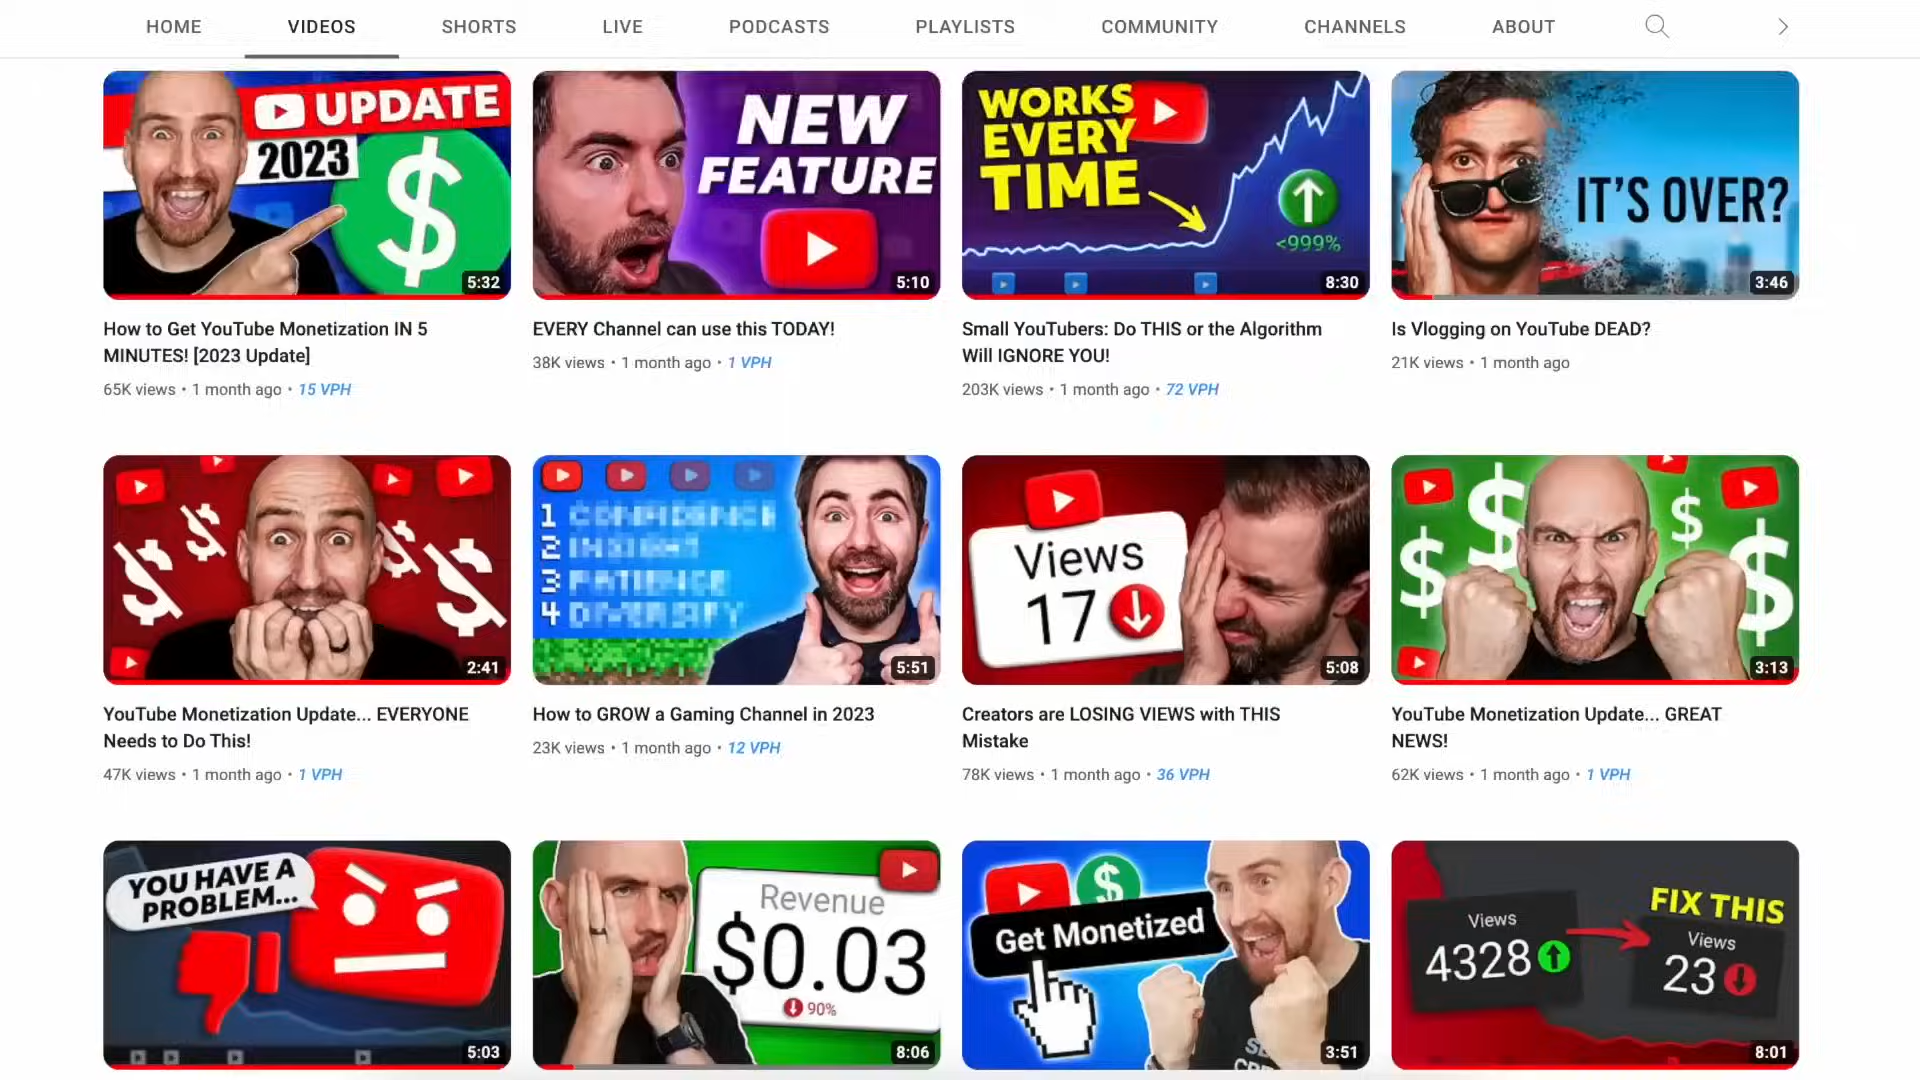 HOME
VIDEOS
SHORTS
LIVE
PODCASTS
PLAYLISTS
COMMUNITY
CHANNELS
ABOUT
UPDATE
2023
5:32
How to Get YouTube Monetization IN 5
MINUTES! [2023 Update]
65K views • 1 month ago • 15 VPH
NEW
FEATURE
5:10
EVERY Channel can use this TODAY!
38K views • 1 month ago • 1 VPH
WORKS
EVERY
TIME
<999%
8:30
Small YouTubers: Do THIS or the Algorithm
Will IGNORE YOU!
203K views • 1 month ago • 72 VPH
IT'S OVER?
3:46
Is Vlogging on YouTube DEAD?
21K views • 1 month ago
2:41
YouTube Monetization Update... EVERYONE
Needs to Do This!
47K views • 1 month ago • 1 VPH
1 CONFIDENCE
2 INSIGHT
3 PATIENCE
4 DIVERSIFY
5:51
How to GROW a Gaming Channel in 2023
23K views • 1 month ago • 12 VPH
Views
17
5:08
Creators are LOSING VIEWS with THIS
Mistake
78K views • 1 month ago • 36 VPH
3:13
YouTube Monetization Update... GREAT
NEWS!
62K views • 1 month ago • 1 VPH
YOU HAVE A
PROBLEM...
5:03
Revenue
$0.03
90%
8:06
Get Monetized
3:51
Views
4328
FIX THIS
Views
23
8:01